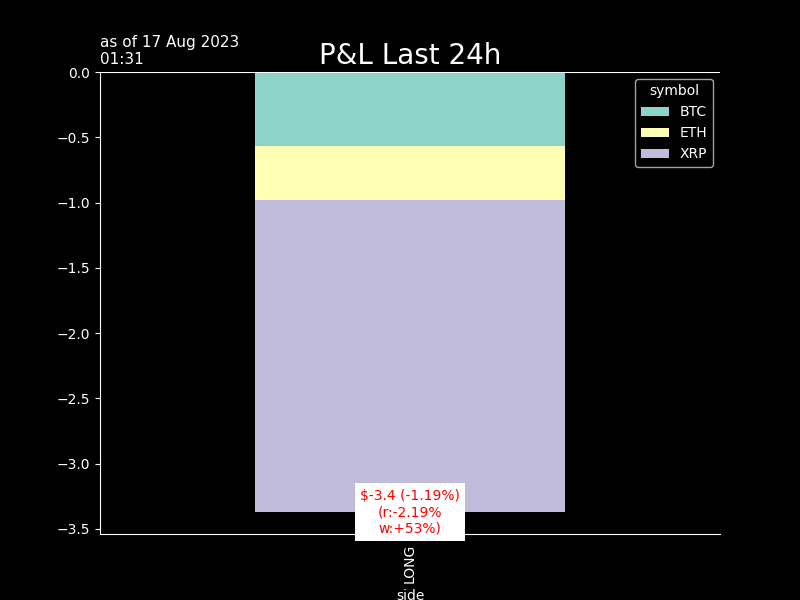 as of 17 Aug 2023
01:31
P&L Last 24h
symbol
BTC
ETH
XRP
0.0
−0.5
−1.0
−1.5
−2.0
−2.5
−3.0
−3.5
$-3.4 (-1.19%)
(r:-2.19%
w:+53%)
LONG
side